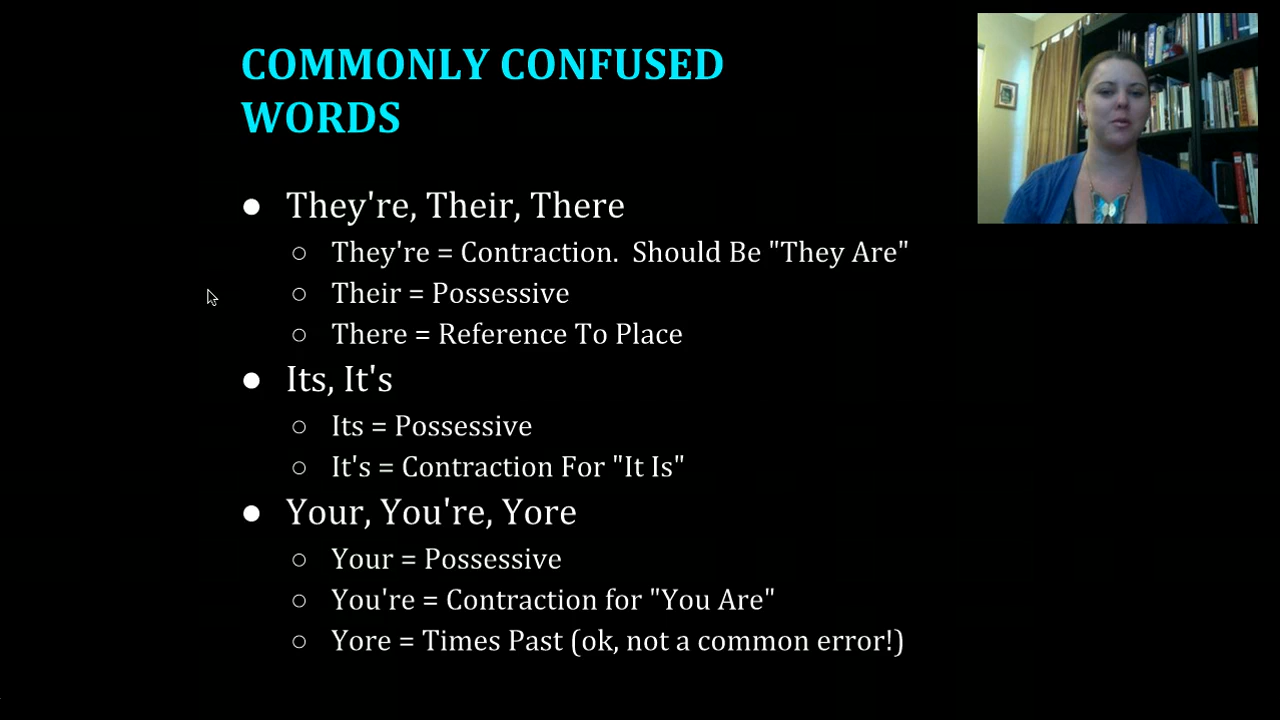 COMMONLY CONFUSED
WORDS
● They're, Their, There
○ They're = Contraction.  Should Be "They Are"
○ Their = Possessive
○ There = Reference To Place
● Its, It's
○ Its = Possessive
○ It's = Contraction For "It Is"
● Your, You're, Yore
○ Your = Possessive
○ You're = Contraction for "You Are"
○ Yore = Times Past (ok, not a common error!)